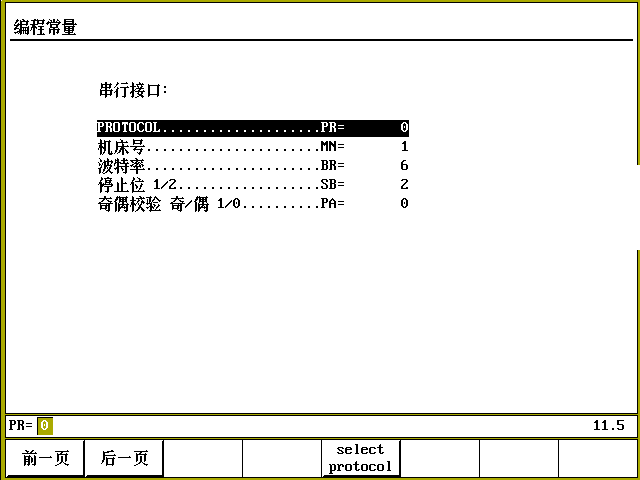 编程常量
串行接口:
PROTOCOL....................PR= 0
机床号......................MN= 1
波特率......................BR= 6
停止位 1/2..................SB= 2
奇偶校验 奇/偶 1/0..........PA= 0
PR= 0 11.5
前一页 后一页 select protocol